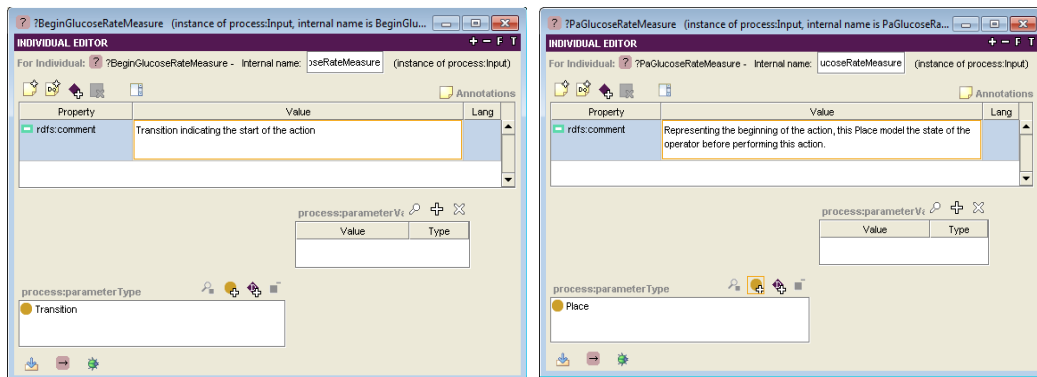 ?BeginGlucoseRateMeasure (instance of process:Input, internal name is BeginGlu...
INDIVIDUAL EDITOR + − F T
For Individual: ? ?BeginGlucoseRateMeasure - Internal name: oseRateMeasure (instance of process:Input)
Annotations
Property Value Lang
rdfs:comment Transition indicating the start of the action
process:parameterVa
Value Type
process:parameterType
Transition
? ?PaGlucoseRateMeasure (instance of process:Input, internal name is PaGlucoseRa...
INDIVIDUAL EDITOR + − F T
For Individual: ? ?PaGlucoseRateMeasure - Internal name: ucoseRateMeasure (instance of process:Input)
Annotations
Property Value Lang
rdfs:comment Representing the beginning of the action, this Place model the state of the
operator before performing this action.
process:parameterVa
Value Type
process:parameterType
Place